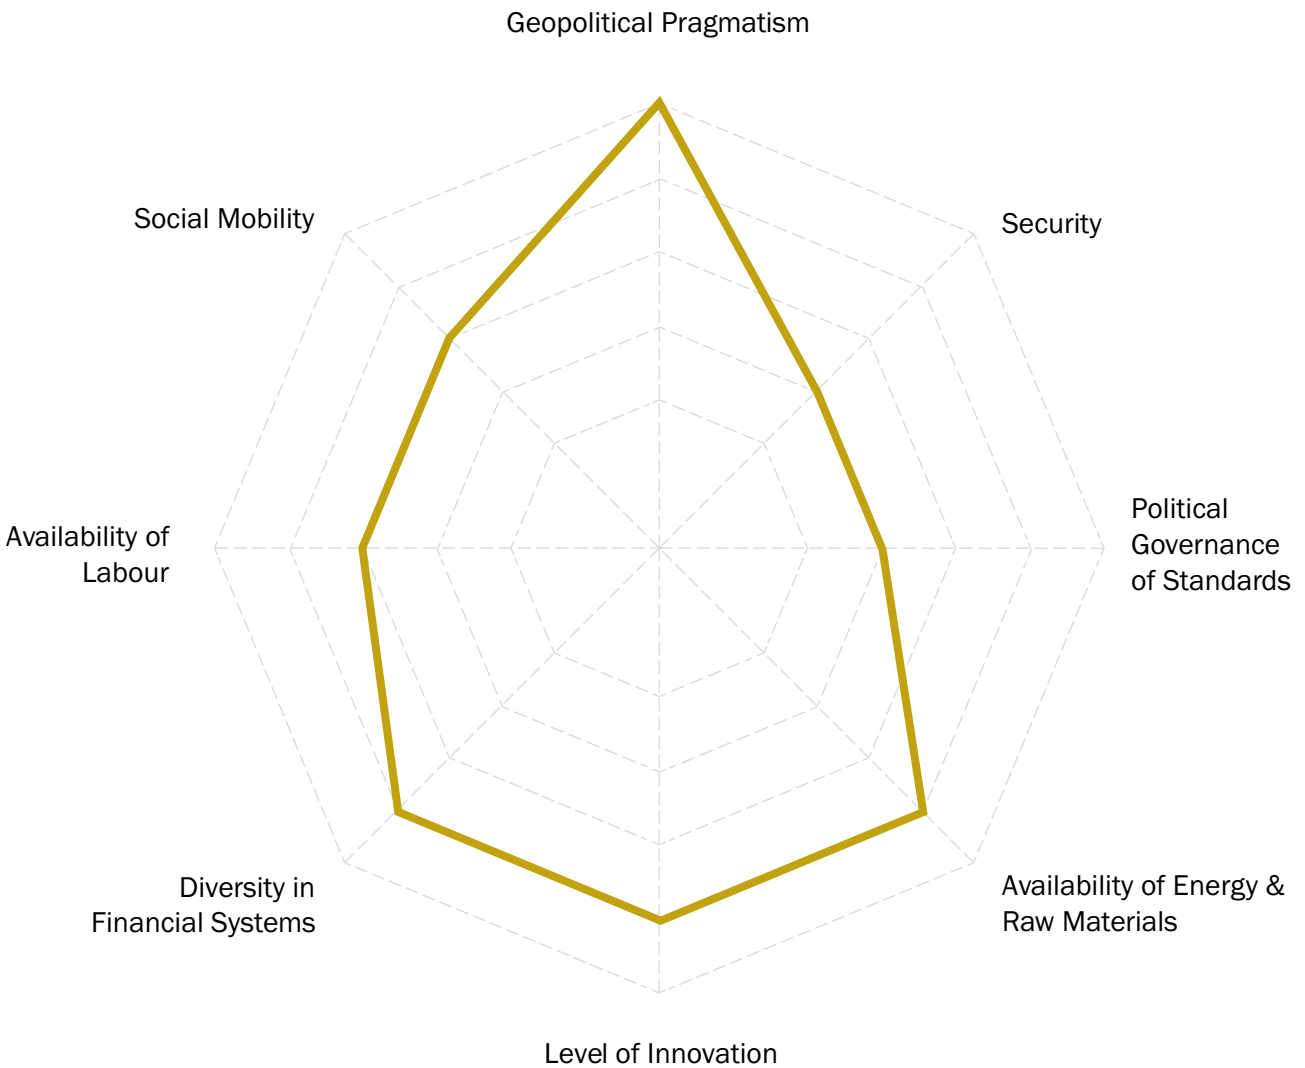 Geopolitical Pragmatism
Social Mobility
Security
Political
Governance
of Standards
Availability of
Labour
Diversity in
Financial Systems
Availability of Energy &
Raw Materials
Level of Innovation